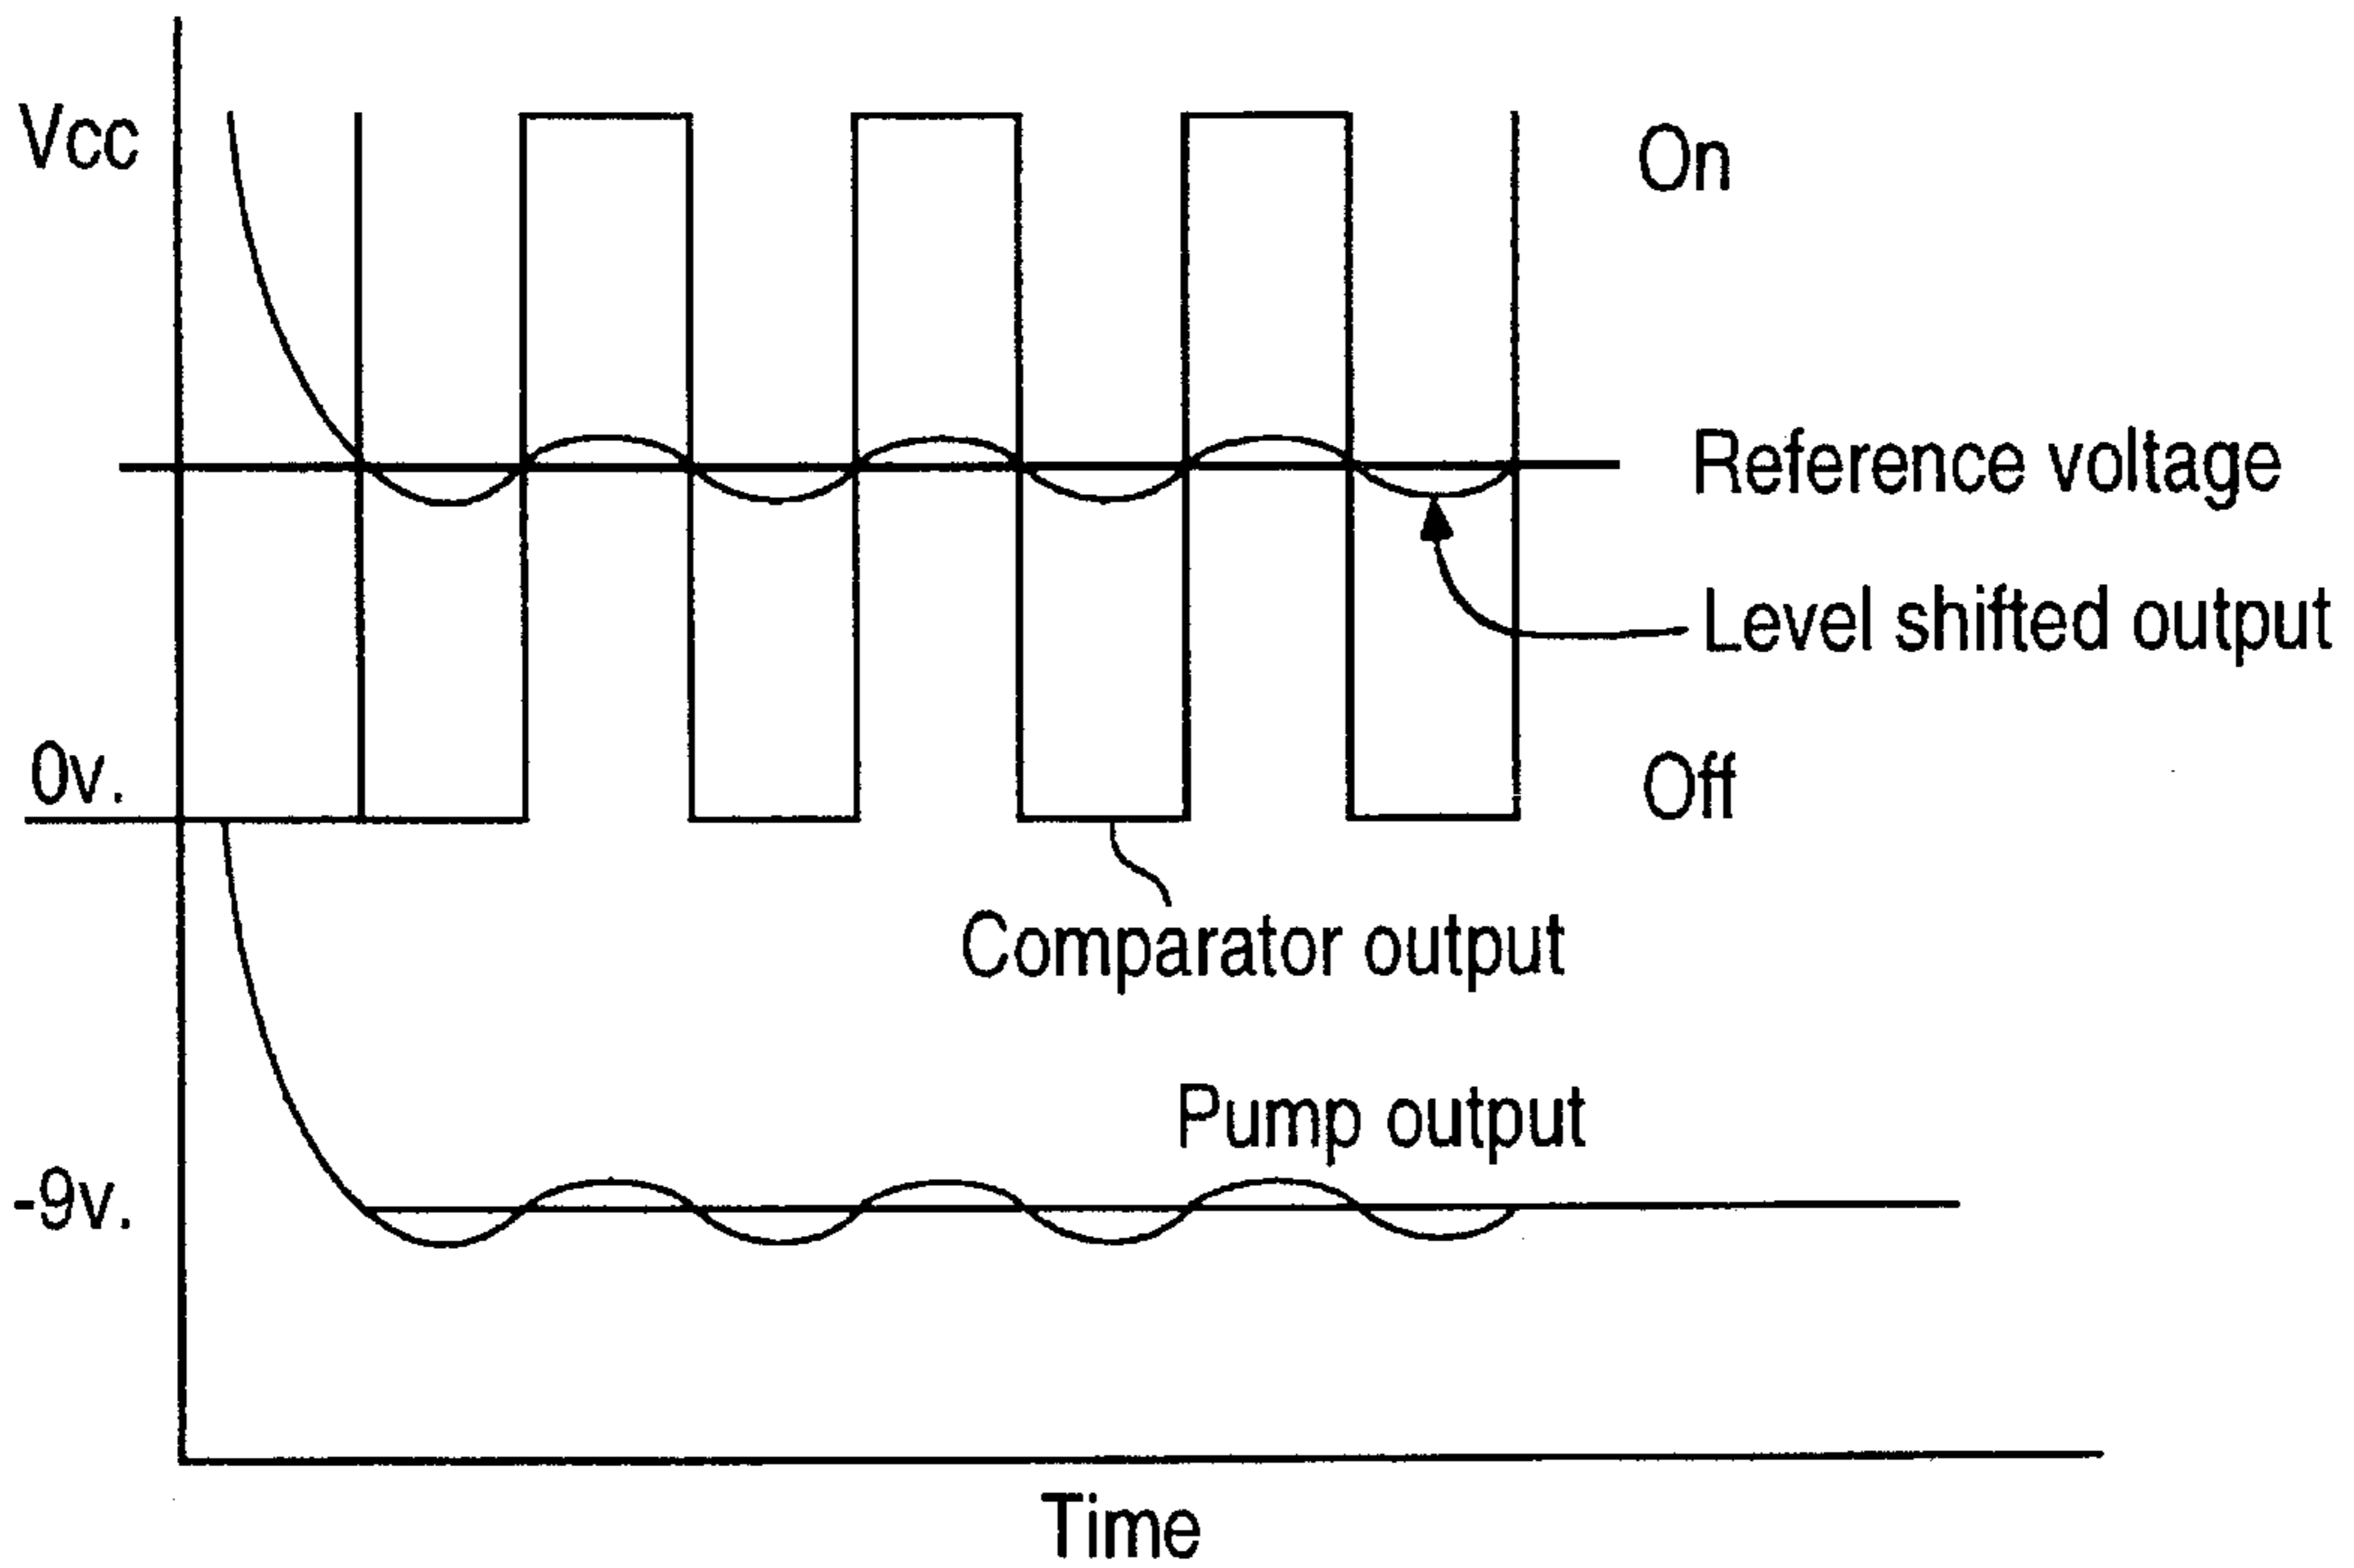 Vcc
On
Reference voltage
Level shifted output
0v.
Off
Comparator output
Pump output
-9v.
Time